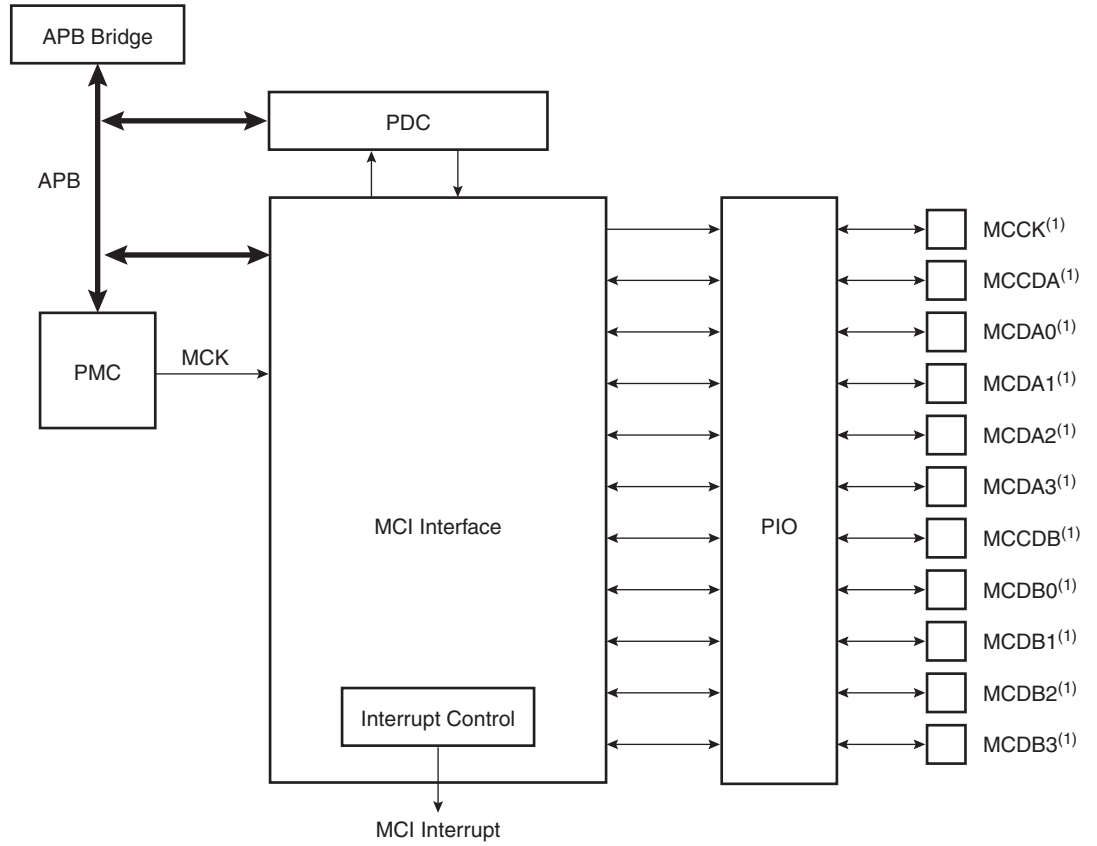 APB Bridge
PDC
APB
MCCK(1)
MCCDA(1)
MCDA0(1)
PMC
MCK
MCDA1(1)
MCDA2(1)
MCDA3(1)
MCI Interface
PIO
MCCDB(1)
MCDB0(1)
MCDB1(1)
MCDB2(1)
Interrupt Control
MCDB3(1)
MCI Interrupt